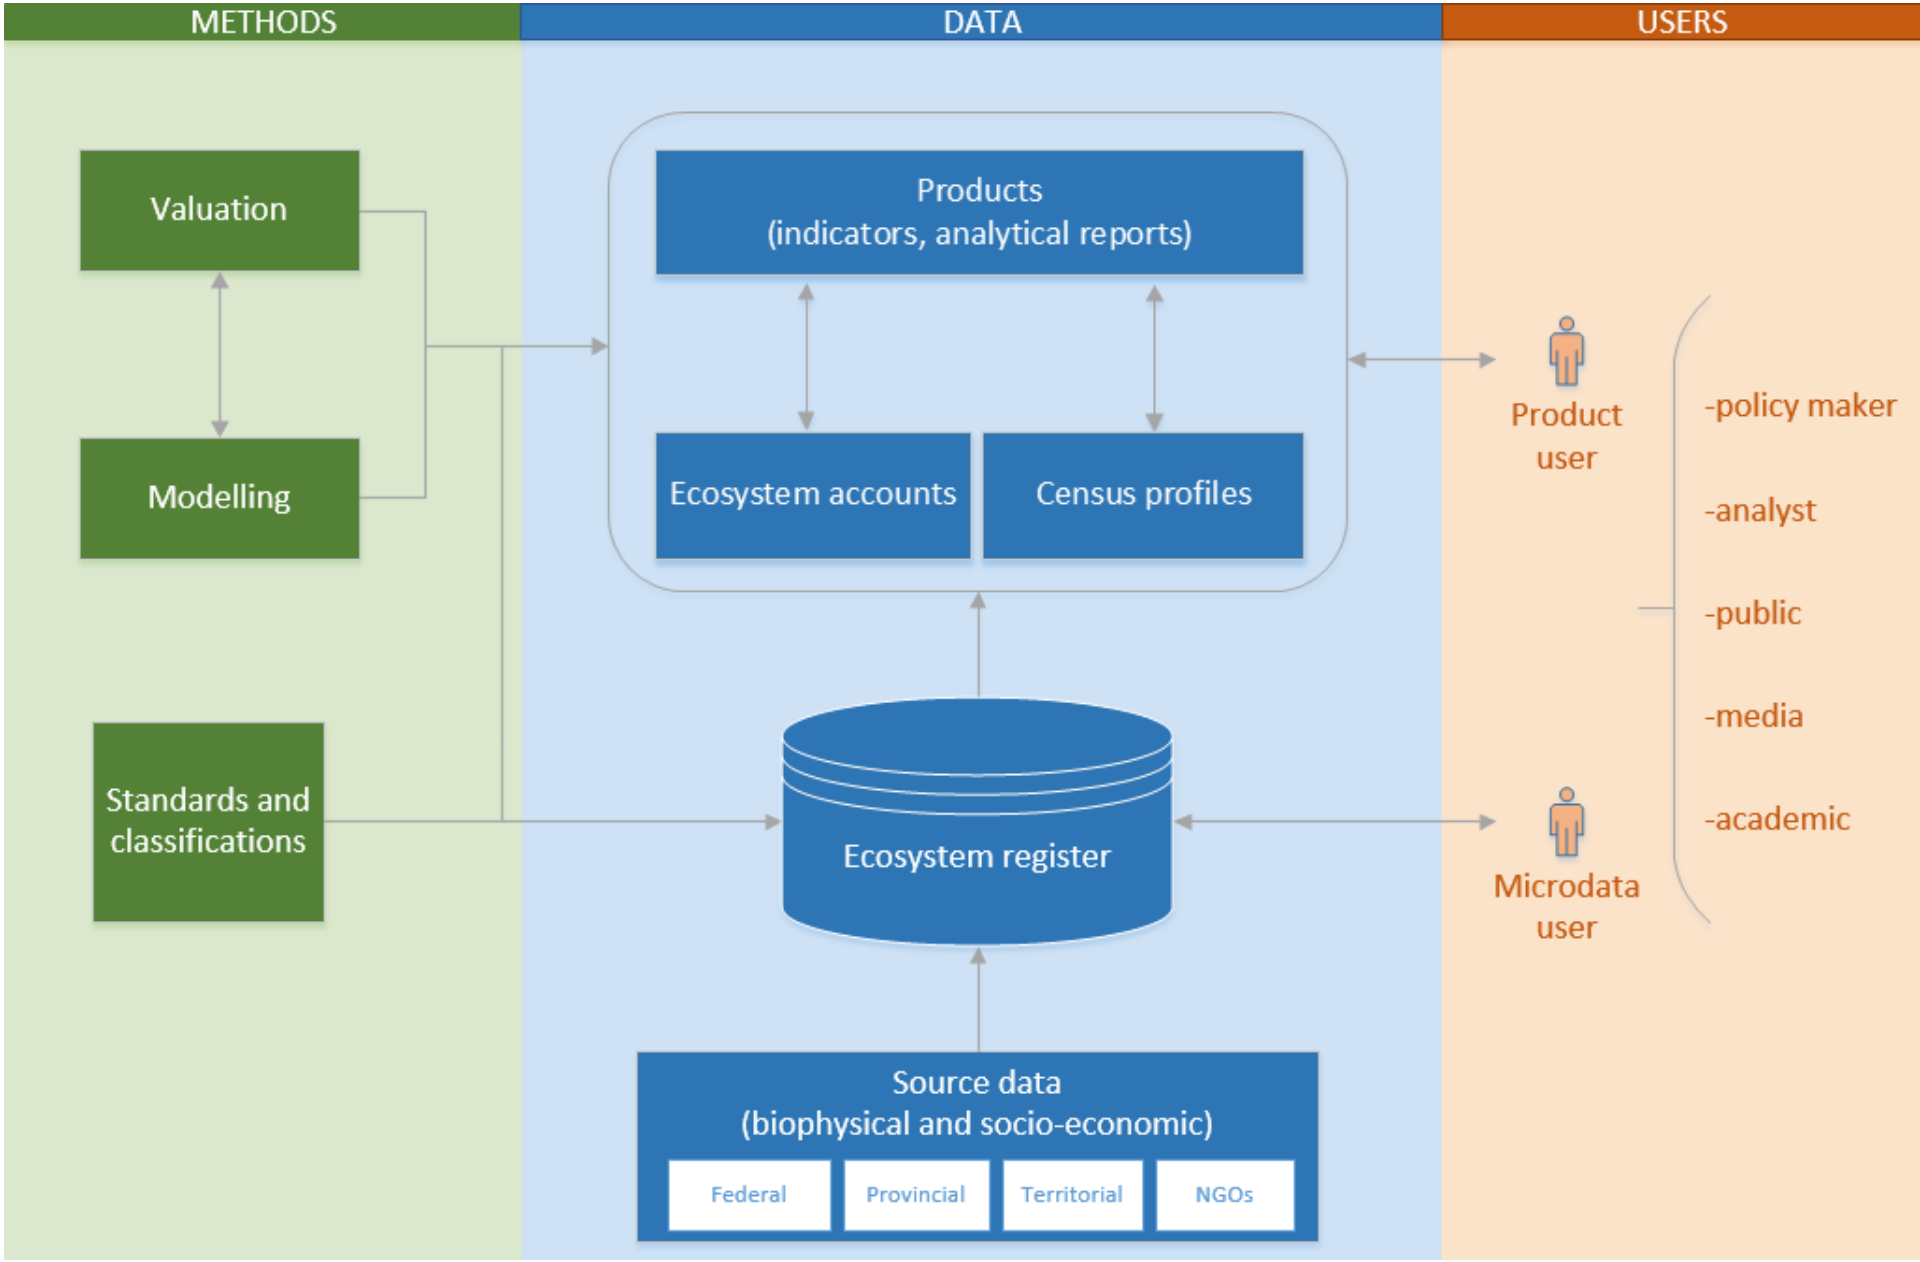 METHODS
DATA
USERS
Valuation
Modelling
Standards and
classifications
Products
(indicators, analytical reports)
Ecosystem accounts
Census profiles
Ecosystem register
Source data
(biophysical and socio-economic)
Federal
Provincial
Territorial
NGOs
Product
user
Microdata
user
-policy maker
-analyst
-public
-media
-academic